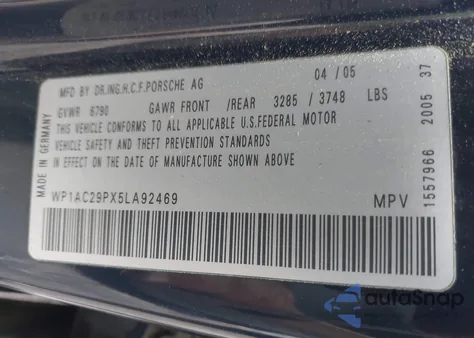 MFD BY DR.ING.H.C.F.PORSCHE AG 04 / 05
GVWR 6790 GAWR FRONT /REAR 3285 / 3748 LBS
THIS VEHICLE CONFORMS TO ALL APPLICABLE U.S.FEDERAL MOTOR
VEHICLE SAFETY AND THEFT PREVENTION STANDARDS
IN EFFECT ON THE DATE OF MANUFACTURE SHOWN ABOVE
WP1AC29PX5LA92469 MPV
MADE IN GERMANY
1557966 2005 37
autoSnap